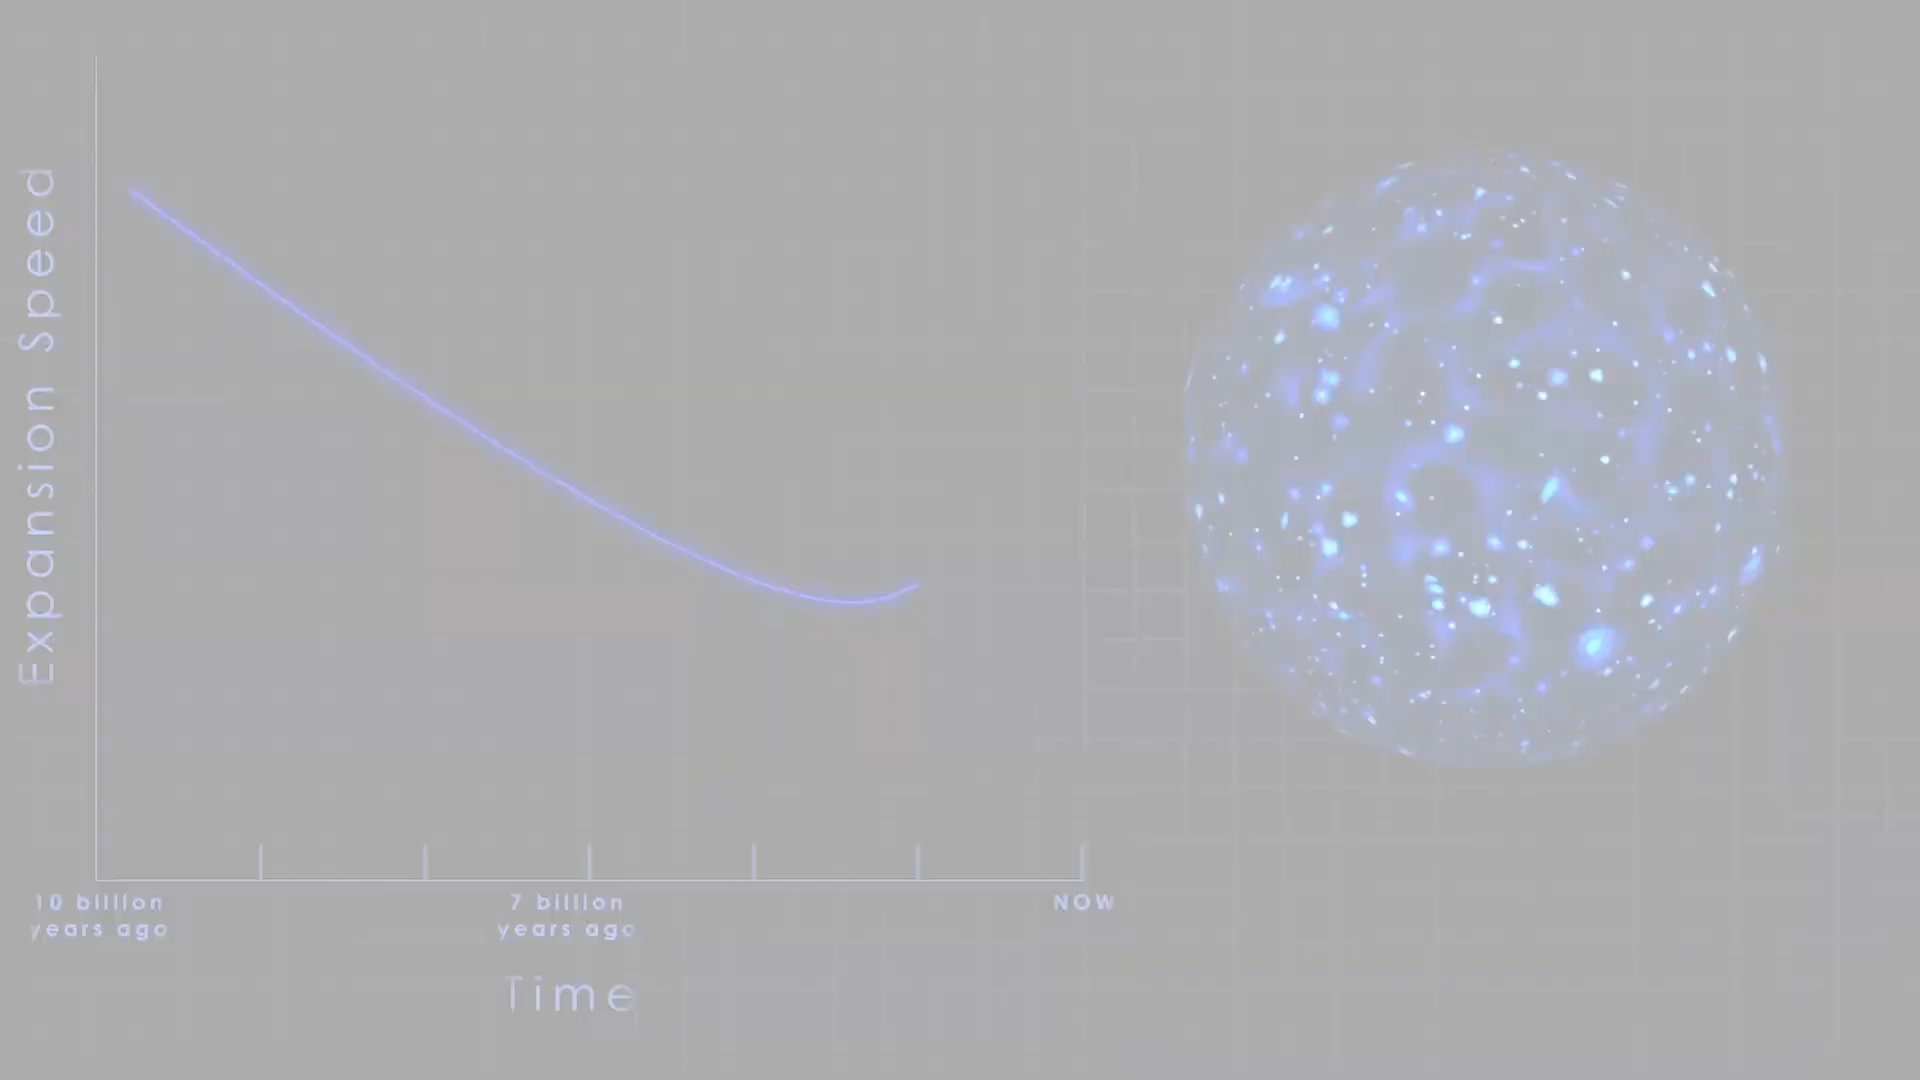 Expansion Speed
10 billion
years ago
7 billion
years ago
NOW
Time